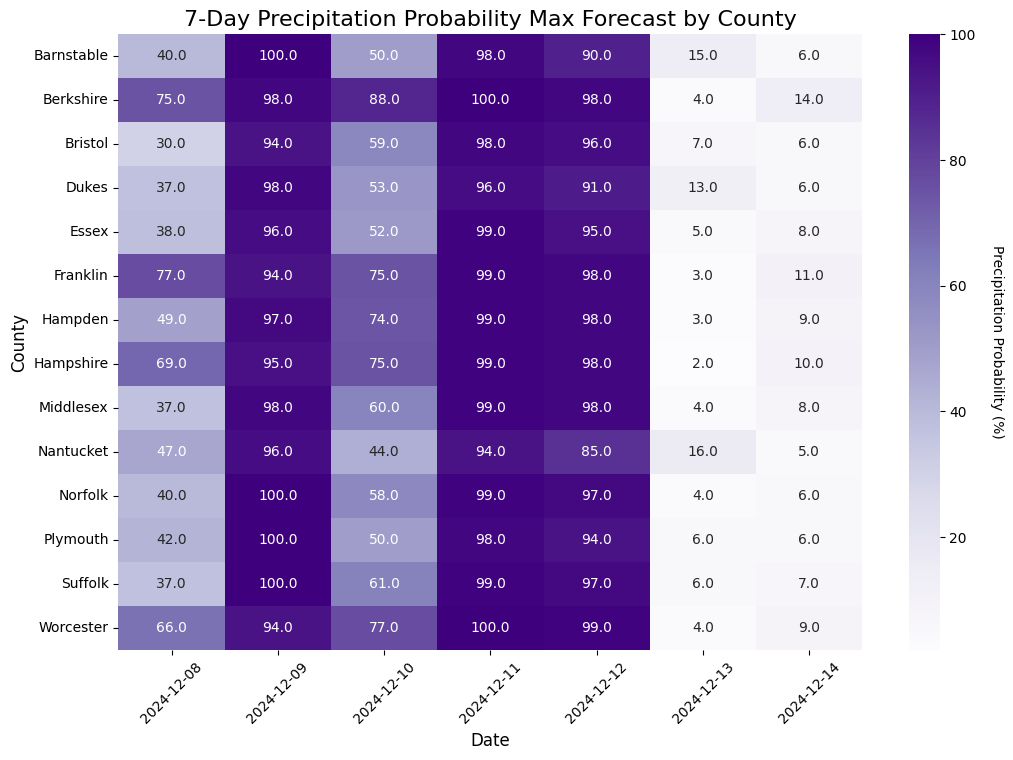 7-Day Precipitation Probability Max Forecast by County
County
Barnstable 40.0 100.0 50.0 98.0 90.0 15.0 6.0
Berkshire 75.0 98.0 88.0 100.0 98.0 4.0 14.0
Bristol 30.0 94.0 59.0 98.0 96.0 7.0 6.0
Dukes 37.0 98.0 53.0 96.0 91.0 13.0 6.0
Essex 38.0 96.0 52.0 99.0 95.0 5.0 8.0
Franklin 77.0 94.0 75.0 99.0 98.0 3.0 11.0
Hampden 49.0 97.0 74.0 99.0 98.0 3.0 9.0
Hampshire 69.0 95.0 75.0 99.0 98.0 2.0 10.0
Middlesex 37.0 98.0 60.0 99.0 98.0 4.0 8.0
Nantucket 47.0 96.0 44.0 94.0 85.0 16.0 5.0
Norfolk 40.0 100.0 58.0 99.0 97.0 4.0 6.0
Plymouth 42.0 100.0 50.0 98.0 94.0 6.0 6.0
Suffolk 37.0 100.0 61.0 99.0 97.0 6.0 7.0
Worcester 66.0 94.0 77.0 100.0 99.0 4.0 9.0
2024-12-08 2024-12-09 2024-12-10 2024-12-11 2024-12-12 2024-12-13 2024-12-14
Date
100
80
60
40
20
Precipitation Probability (%)